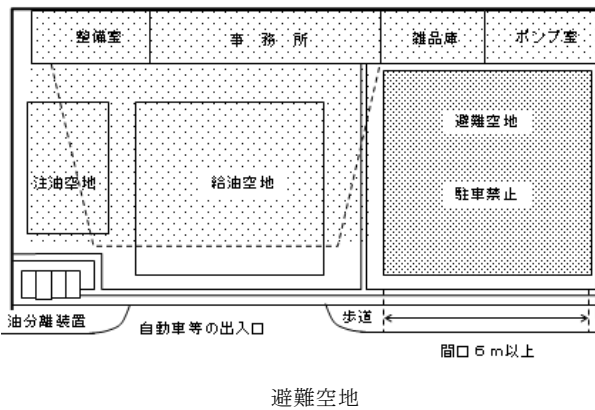 整備室
事務所
雑品庫
ポンプ室
避難空地
注油空地
給油空地
駐車禁止
油分離装置
自動車等の出入口
歩道
間口６ｍ以上
避難空地